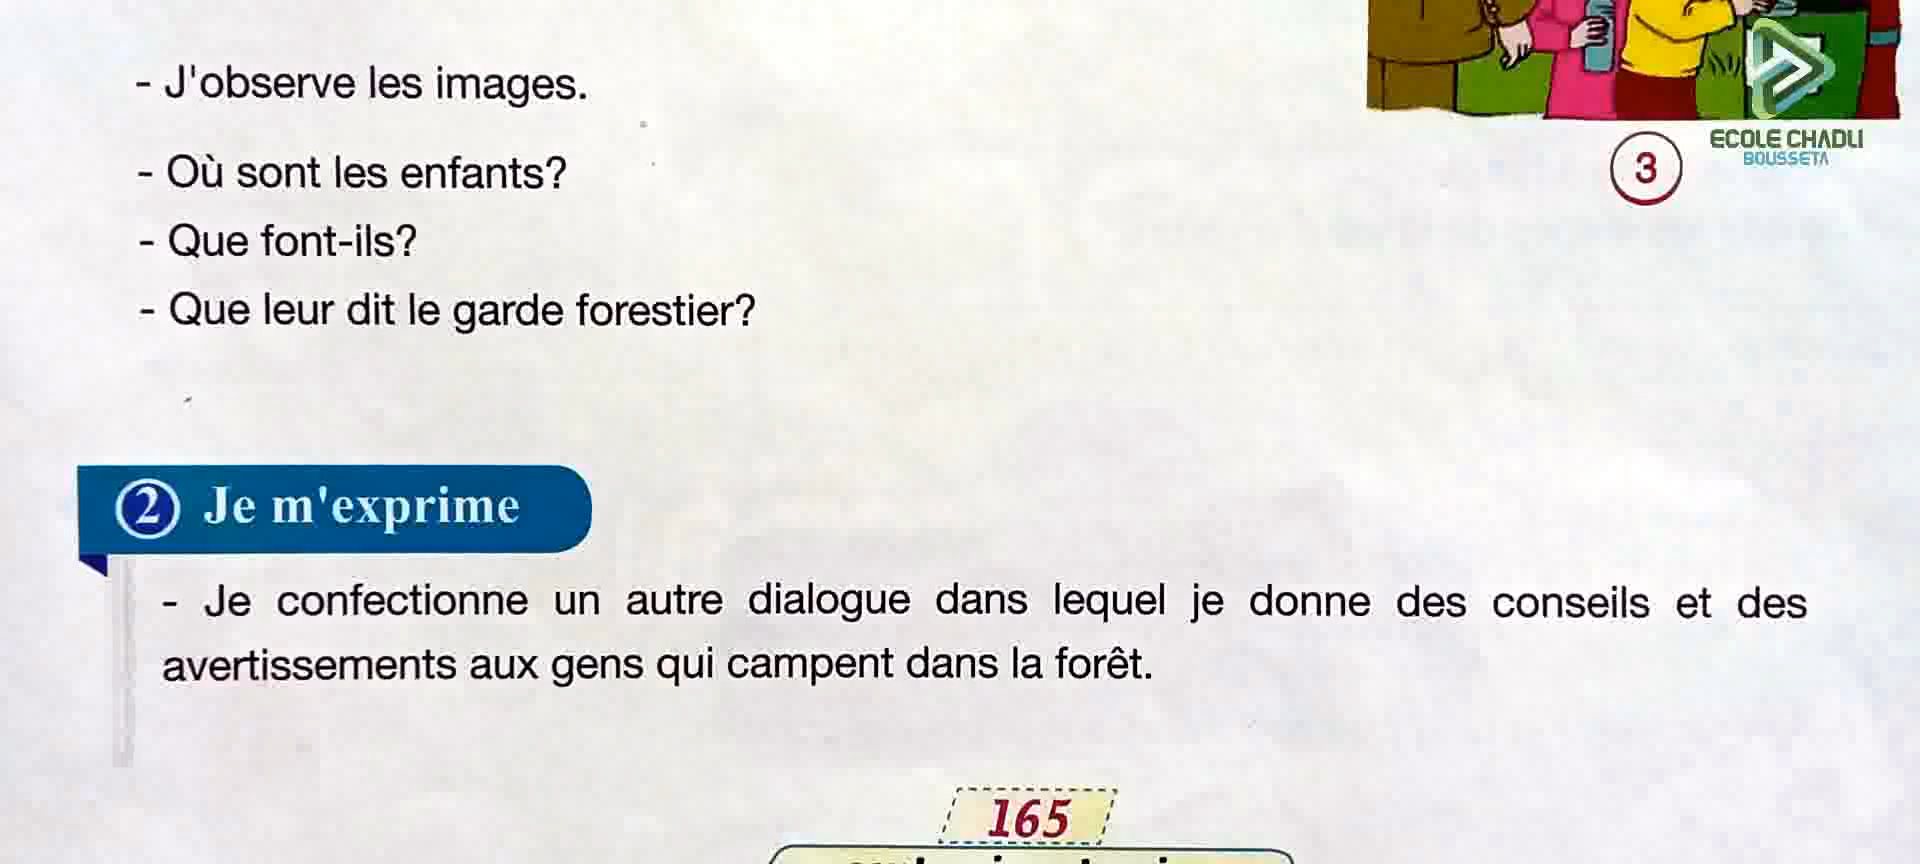 - J'observe les images.
ECOLE CHADLI
BOUSSETA
3
- Où sont les enfants?
- Que font-ils?
- Que leur dit le garde forestier?
2 Je m'exprime
- Je confectionne un autre dialogue dans lequel je donne des conseils et des
avertissements aux gens qui campent dans la forêt.
165